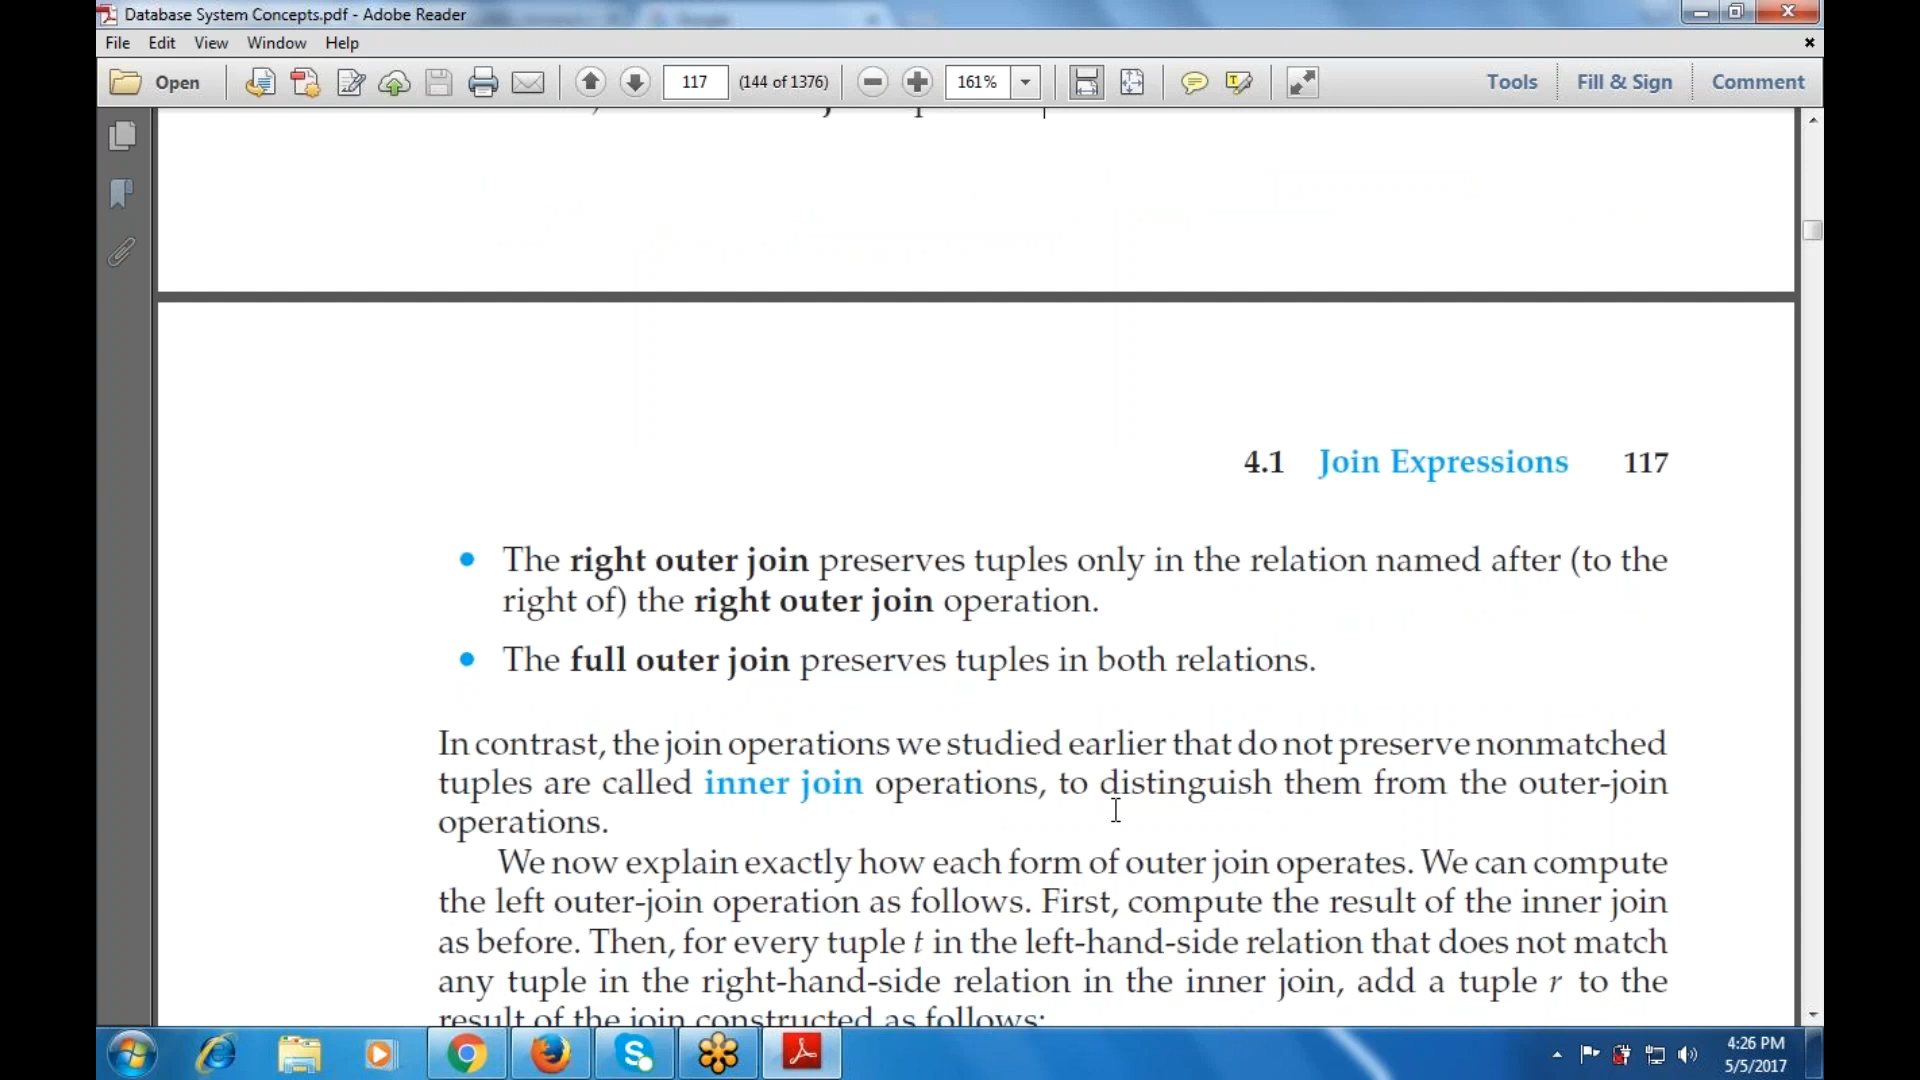 Database System Concepts.pdf - Adobe Reader
File Edit View Window Help
Open 117 (144 of 1376) 161% Tools Fill & Sign Comment
4.1 Join Expressions 117
• The right outer join preserves tuples only in the relation named after (to the
right of) the right outer join operation.
• The full outer join preserves tuples in both relations.
In contrast, the join operations we studied earlier that do not preserve nonmatched
tuples are called inner join operations, to distinguish them from the outer-join
operations.
We now explain exactly how each form of outer join operates. We can compute
the left outer-join operation as follows. First, compute the result of the inner join
as before. Then, for every tuple t in the left-hand-side relation that does not match
any tuple in the right-hand-side relation in the inner join, add a tuple r to the
result of the join constructed as follows:
4:26 PM
5/5/2017